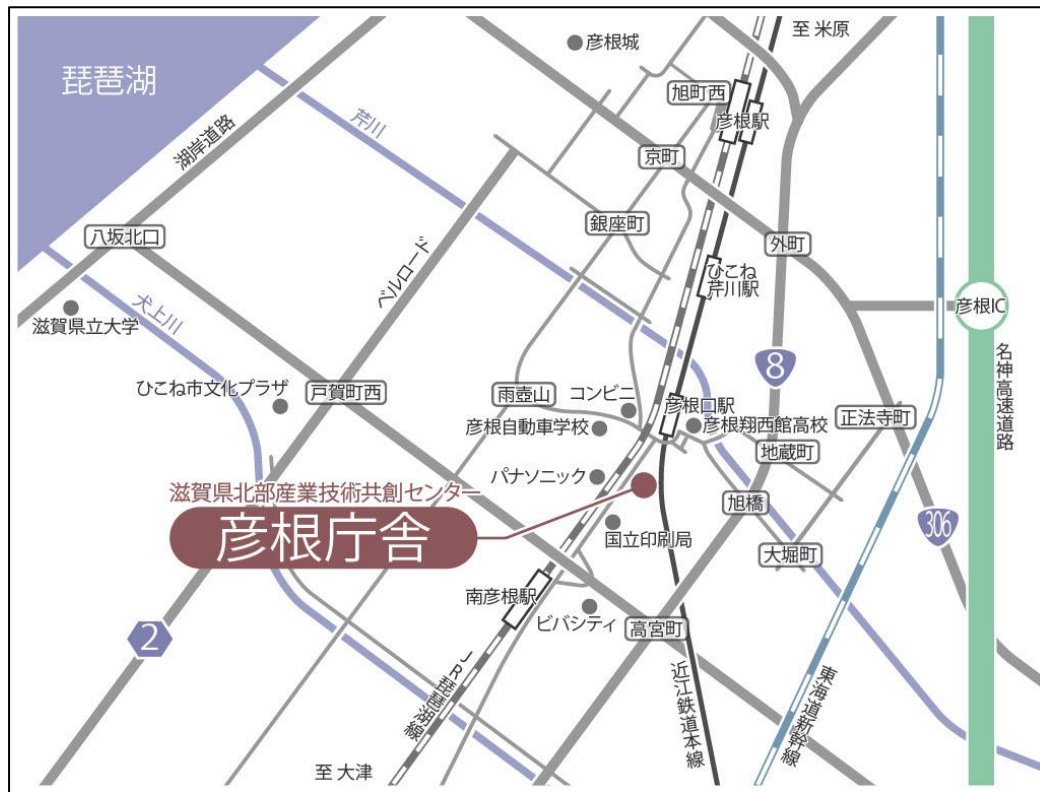 至 米原
彦根城
琵琶湖
旭町西
彦根駅
湖岸道路
芹川
京町
銀座町
八坂北口
外町
ベルロード
ひこね
芹川駅
犬上川
滋賀県立大学
彦根IC
8
名神高速道路
ひこね市文化プラザ
戸賀町西
雨壺山
コンビニ
彦根口駅
彦根自動車学校
彦根翔西館高校
正法寺町
地蔵町
パナソニック
滋賀県北部産業技術共創センター
彦根庁舎
旭橋
国立印刷局
306
大堀町
南彦根駅
ビバシティ
高宮町
2
JR琵琶湖線
近江鉄道本線
東海道新幹線
至 大津